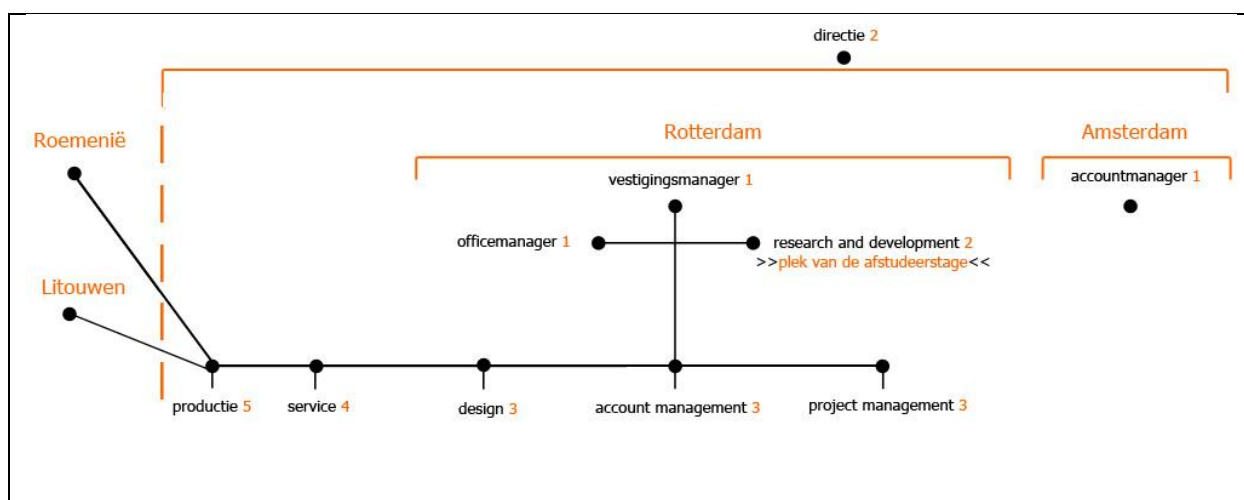 directie 2
Rotterdam
Amsterdam
Roemenië
vestigingsmanager 1
accountmanager 1
officemanager 1
research and development 2
>>plek van de afstudeerstage<<
Litouwen
productie 5
service 4
design 3
account management 3
project management 3